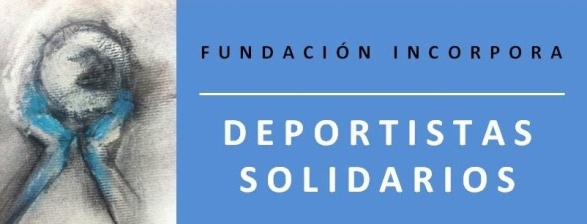 FUNDACIÓN INCORPORA
DEPORTISTAS
SOLIDARIOS